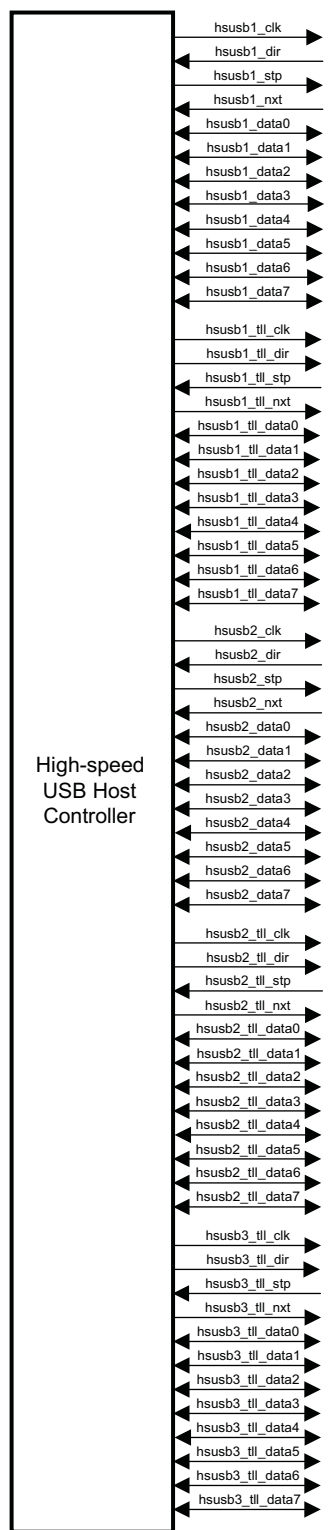 hsusb1_clk
hsusb1_dir
hsusb1_stp
hsusb1_nxt
hsusb1_data0
hsusb1_data1
hsusb1_data2
hsusb1_data3
hsusb1_data4
hsusb1_data5
hsusb1_data6
hsusb1_data7
hsusb1_tll_clk
hsusb1_tll_dir
hsusb1_tll_stp
hsusb1_tll_nxt
hsusb1_tll_data0
hsusb1_tll_data1
hsusb1_tll_data2
hsusb1_tll_data3
hsusb1_tll_data4
hsusb1_tll_data5
hsusb1_tll_data6
hsusb1_tll_data7
hsusb2_clk
hsusb2_dir
hsusb2_stp
hsusb2_nxt
hsusb2_data0
hsusb2_data1
hsusb2_data2
hsusb2_data3
hsusb2_data4
hsusb2_data5
hsusb2_data6
hsusb2_data7
High-speed
USB Host
Controller
hsusb2_tll_clk
hsusb2_tll_dir
hsusb2_tll_stp
hsusb2_tll_nxt
hsusb2_tll_data0
hsusb2_tll_data1
hsusb2_tll_data2
hsusb2_tll_data3
hsusb2_tll_data4
hsusb2_tll_data5
hsusb2_tll_data6
hsusb2_tll_data7
hsusb3_tll_clk
hsusb3_tll_dir
hsusb3_tll_stp
hsusb3_tll_nxt
hsusb3_tll_data0
hsusb3_tll_data1
hsusb3_tll_data2
hsusb3_tll_data3
hsusb3_tll_data4
hsusb3_tll_data5
hsusb3_tll_data6
hsusb3_tll_data7